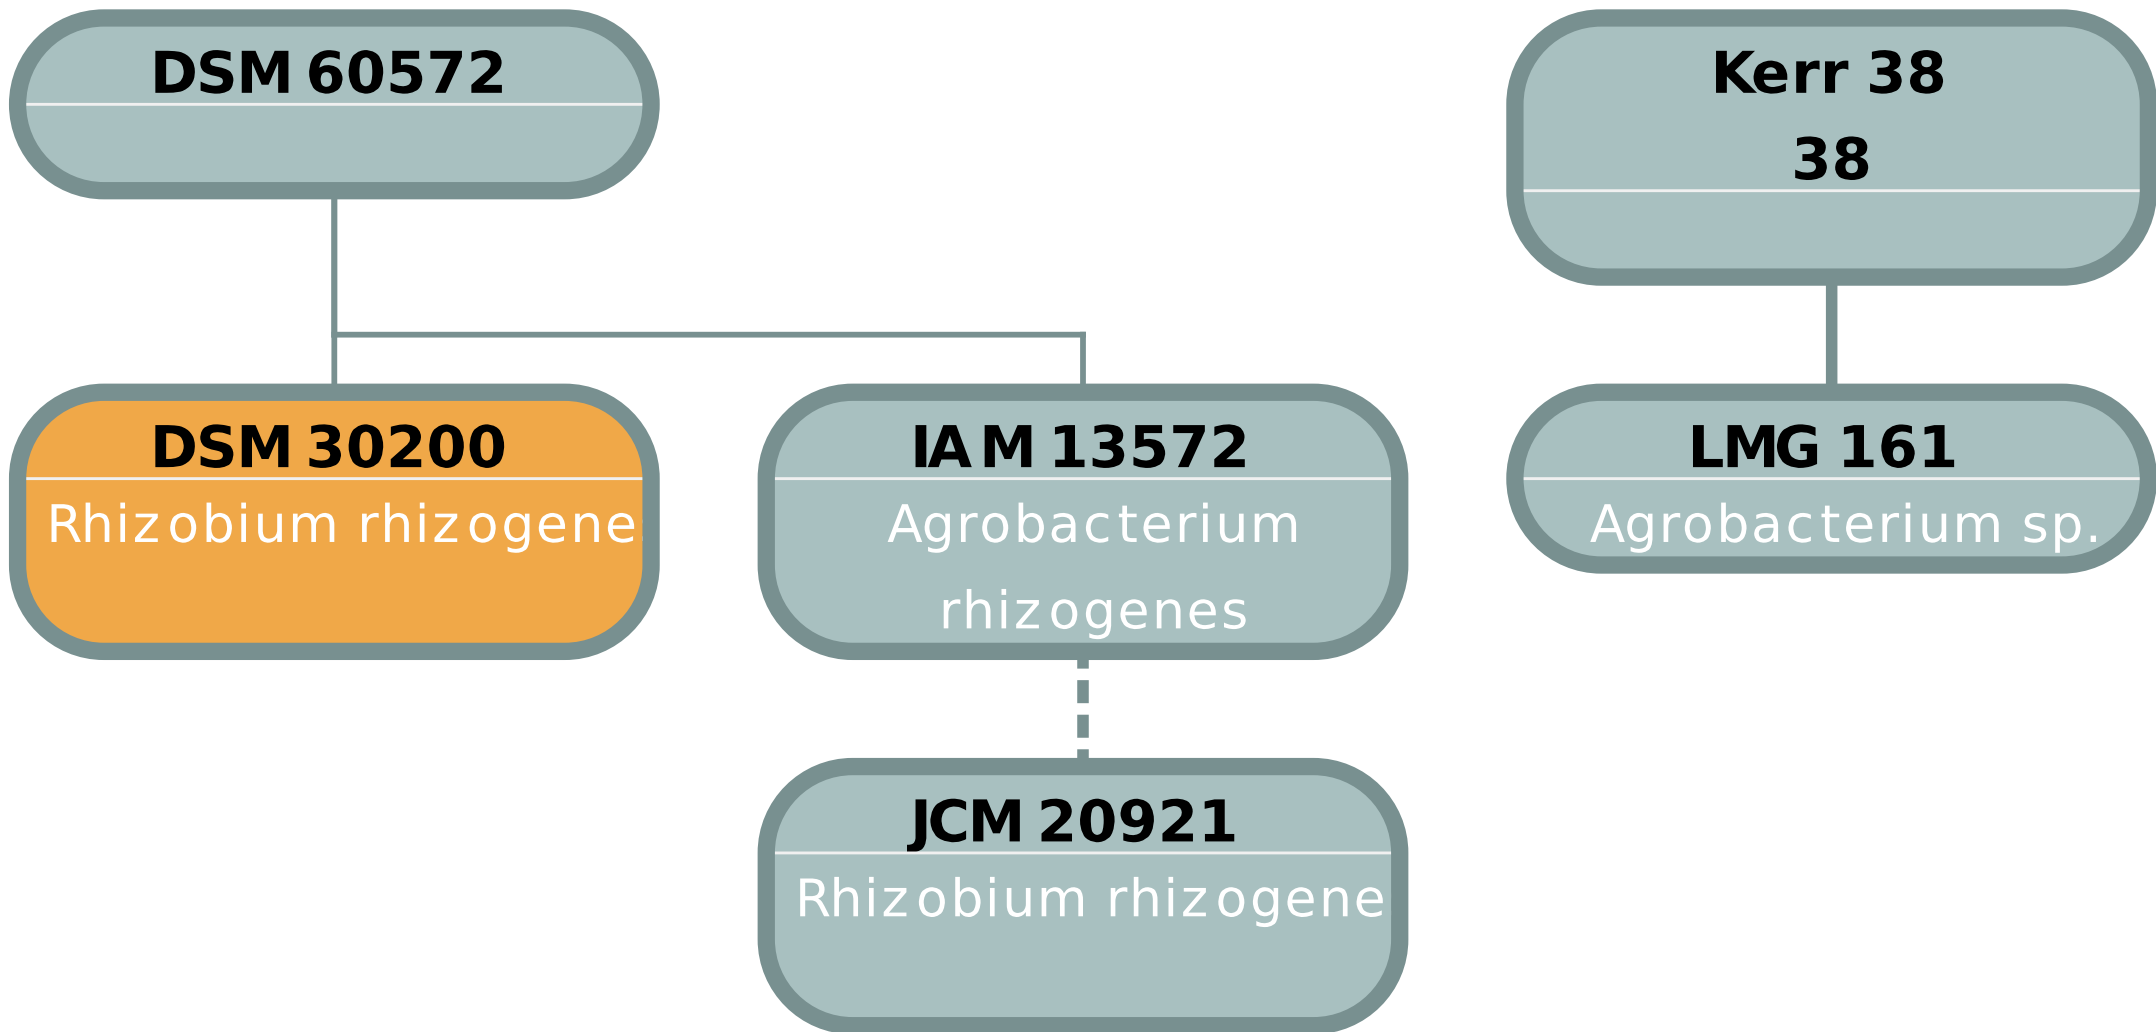 DSM 60572
Kerr 38
38
DSM 30200
Rhizobium rhizogene
IAM 13572
Agrobacterium
rhizogenes
LMG 161
Agrobacterium sp.
JCM 20921
Rhizobium rhizogene